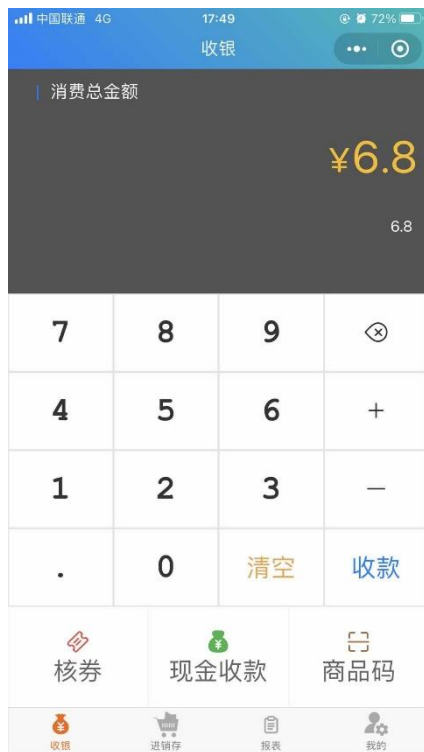 中国联通 4G 17:49 72%
收银
消费总金额
¥6.8
6.8
7 8 9
4 5 6 +
1 2 3 —
. 0 清空 收款
核券 现金收款 商品码
收银 进销存 报表 我的